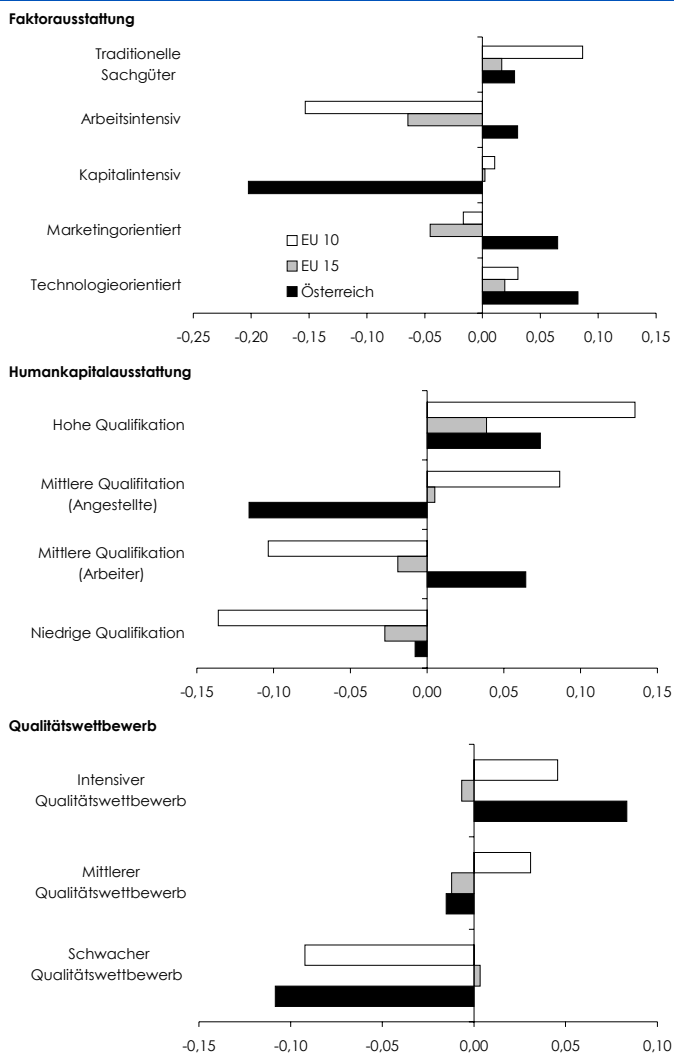 Faktorausstattung
Traditionelle
Sachgüter
Arbeitsintensiv
Kapitalintensiv
Marketingorientiert
Technologieorientiert
EU 10
EU 15
Österreich
-0,25 -0,20 -0,15 -0,10 -0,05 0,00 0,05 0,10 0,15
Humankapitalausstattung
Hohe Qualifikation
Mittlere Qualifitation
(Angestellte)
Mittlere Qualifikation
(Arbeiter)
Niedrige Qualifikation
-0,15 -0,10 -0,05 0,00 0,05 0,10 0,15
Qualitätswettbewerb
Intensiver
Qualitätswettbewerb
Mittlerer
Qualitätswettbewerb
Schwacher
Qualitätswettbewerb
-0,15 -0,10 -0,05 0,00 0,05 0,10